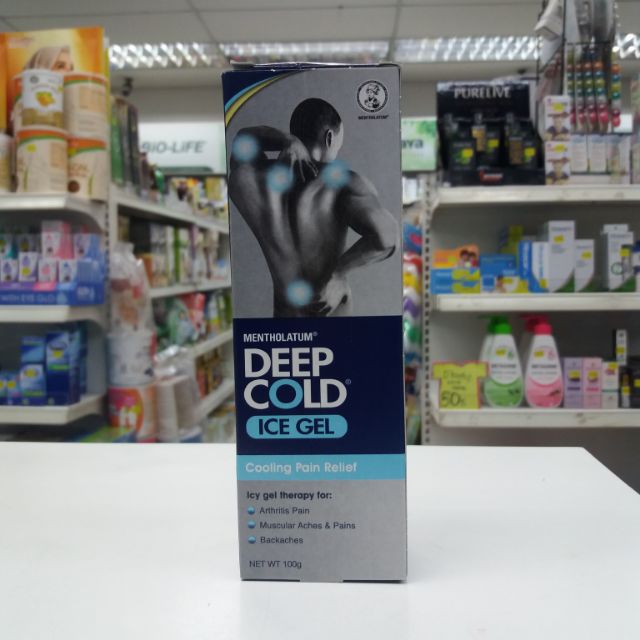 MENTHOLATUM®
MENTHOLATUM®
DEEP
COLD®
ICE GEL
Cooling Pain Relief
Icy gel therapy for:
Arthritis Pain
Muscular Aches & Pains
Backaches
NET WT 100g
BIO-LIFE
PURELIVE
50%